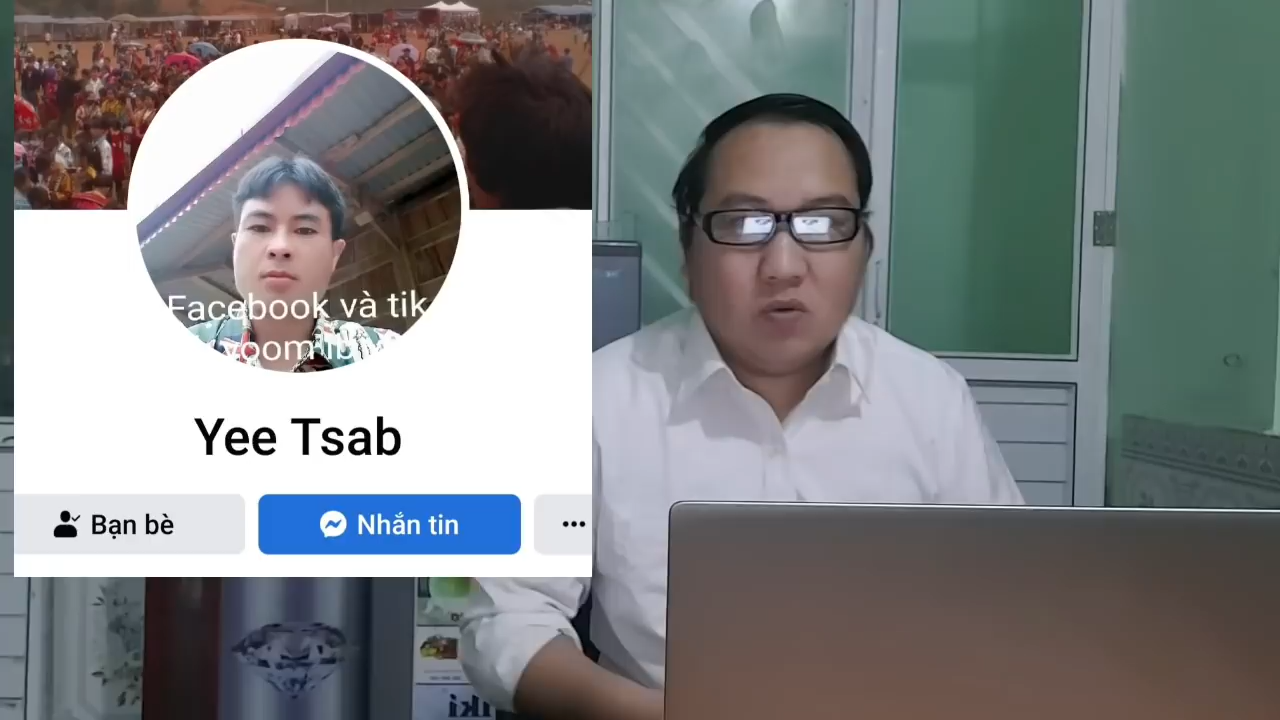 Facebook và tik
Yee Tsab
Bạn bè
Nhắn tin